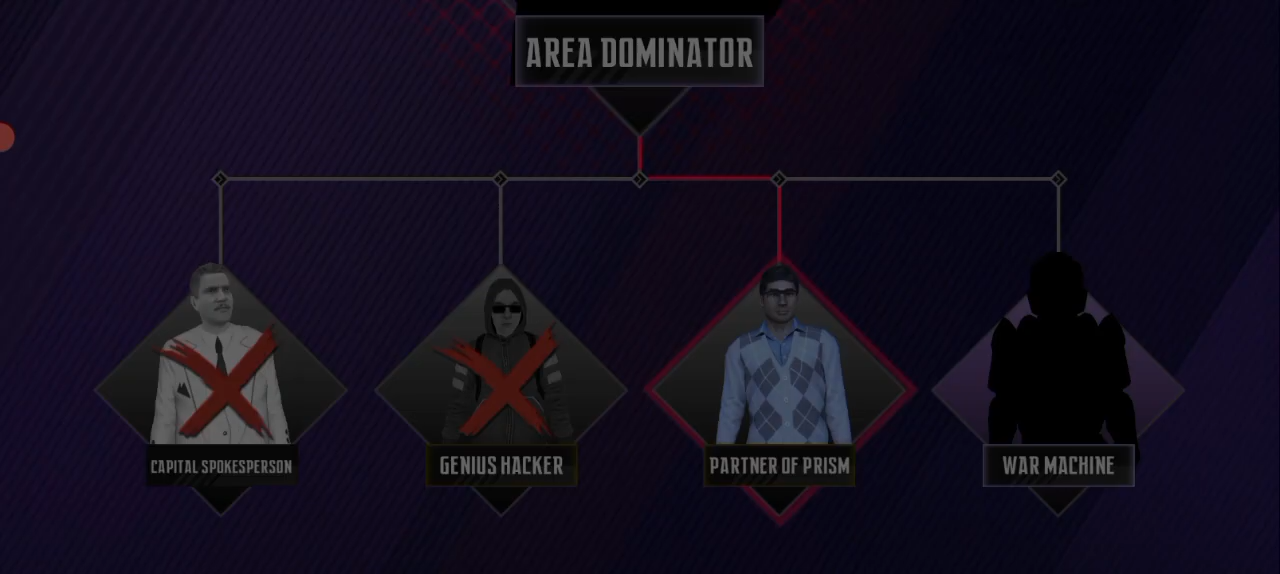 AREA DOMINATOR
CAPITAL SPOKESPERSON
GENIUS HACKER
PARTNER OF PRISM
WAR MACHINE